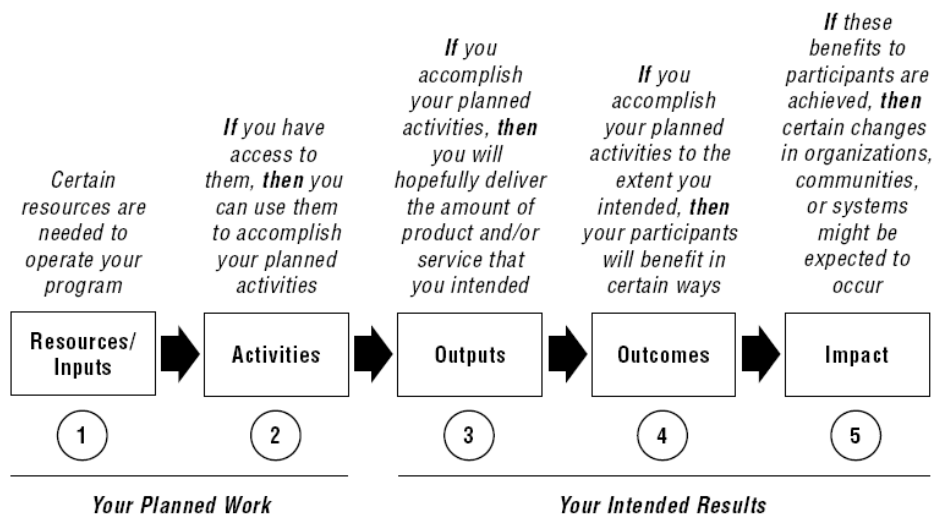 Certain
resources are
needed to
operate your
program
If you have
access to
them, then you
can use them
to accomplish
your planned
activities
If you
accomplish
your planned
activities, then
you will
hopefully deliver
the amount of
product and/or
service that
you intended
If you
accomplish
your planned
activities to the
extent you
intended, then
your participants
will benefit in
certain ways
If these
benefits to
participants are
achieved, then
certain changes
in organizations,
communities,
or systems
might be
expected to
occur
Resources/
Inputs
Activities
Outputs
Outcomes
Impact
1
2
3
4
5
Your Planned Work
Your Intended Results